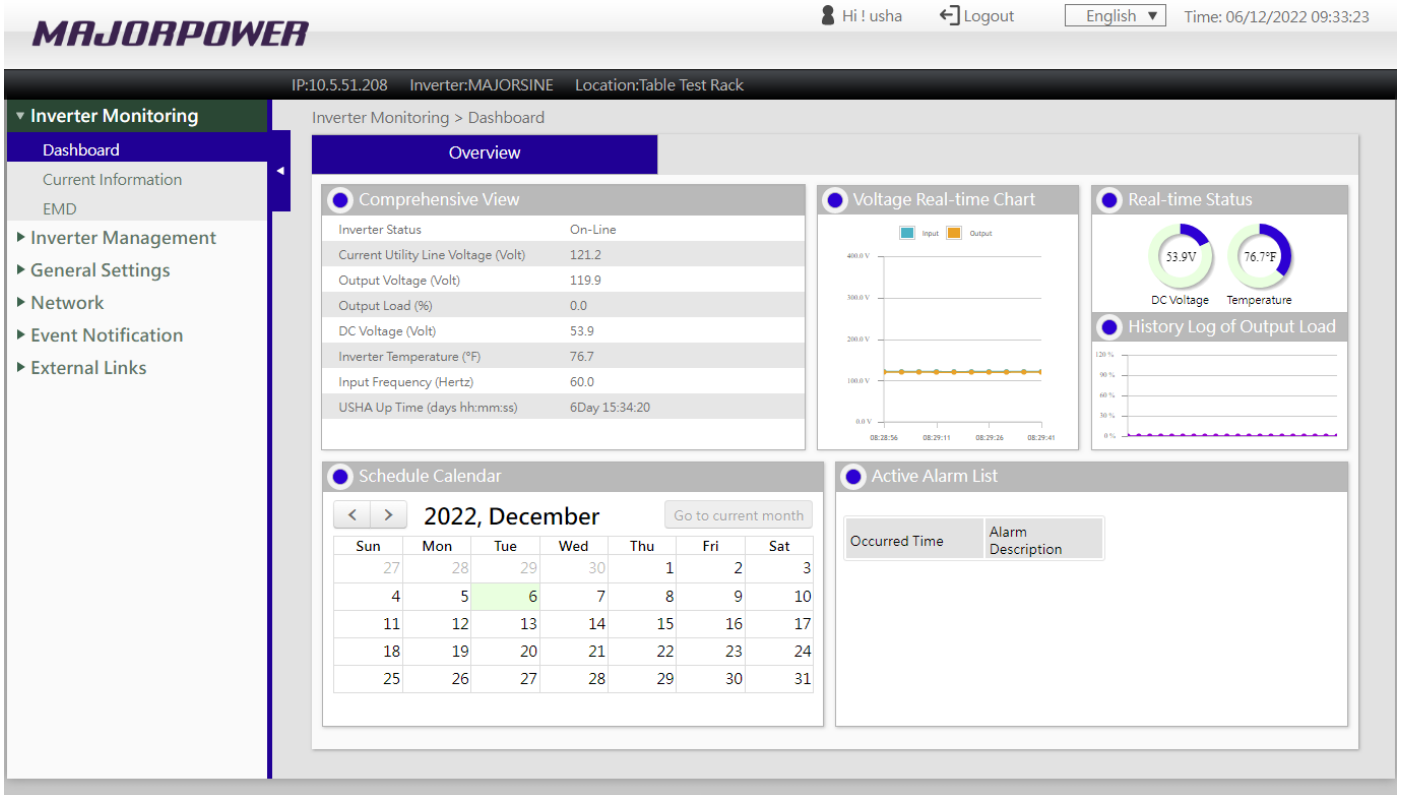 MAJORPOWER
Hi ! usha
Logout
English ▼
Time: 06/12/2022 09:33:23
IP:10.5.51.208 Inverter:MAJORSINE Location:Table Test Rack
Inverter Monitoring
Dashboard
Current Information
EMD
Inverter Management
General Settings
Network
Event Notification
External Links
Inverter Monitoring > Dashboard
Overview
Comprehensive View
Inverter Status On-Line
Current Utility Line Voltage (Volt) 121.2
Output Voltage (Volt) 119.9
Output Load (%) 0.0
DC Voltage (Volt) 53.9
Inverter Temperature (°F) 76.7
Input Frequency (Hertz) 60.0
USHA Up Time (days hh:mm:ss) 6Day 15:34:20
Voltage Real-time Chart
Input Output
400.0 V
300.0 V
200.0 V
100.0 V
0.0 V
08:28:56 08:29:11 08:29:26 08:29:41
Real-time Status
53.9V 76.7°F
DC Voltage Temperature
History Log of Output Load
120 %
90 %
60 %
30 %
0 %
Schedule Calendar
< > 2022, December Go to current month
Sun Mon Tue Wed Thu Fri Sat
27 28 29 30 1 2 3
4 5 6 7 8 9 10
11 12 13 14 15 16 17
18 19 20 21 22 23 24
25 26 27 28 29 30 31
Active Alarm List
Occurred Time
Alarm
Description